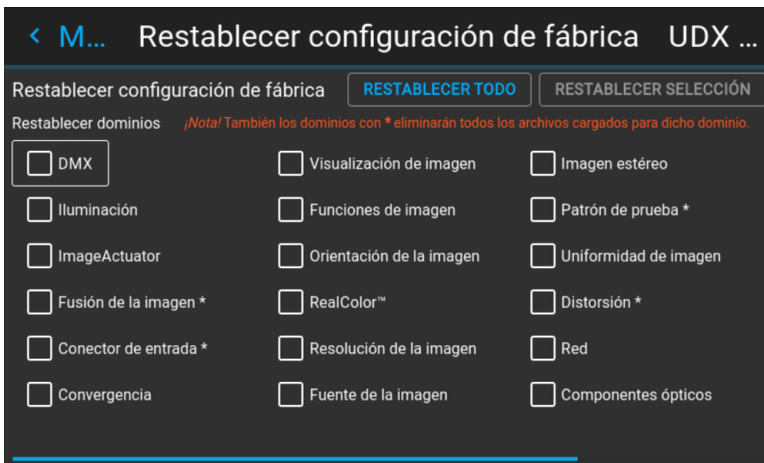 < M... Restablecer configuración de fábrica UDX ...
Restablecer configuración de fábrica RESTABLECER TODO RESTABLECER SELECCIÓN
Restablecer dominios ¡Nota! También los dominios con * eliminarán todos los archivos cargados para dicho dominio.
DMX Visualización de imagen Imagen estéreo
Iluminación Funciones de imagen Patrón de prueba *
ImageActuator Orientación de la imagen Uniformidad de imagen
Fusión de la imagen * RealColor™ Distorsión *
Conector de entrada * Resolución de la imagen Red
Convergencia Fuente de la imagen Componentes ópticos